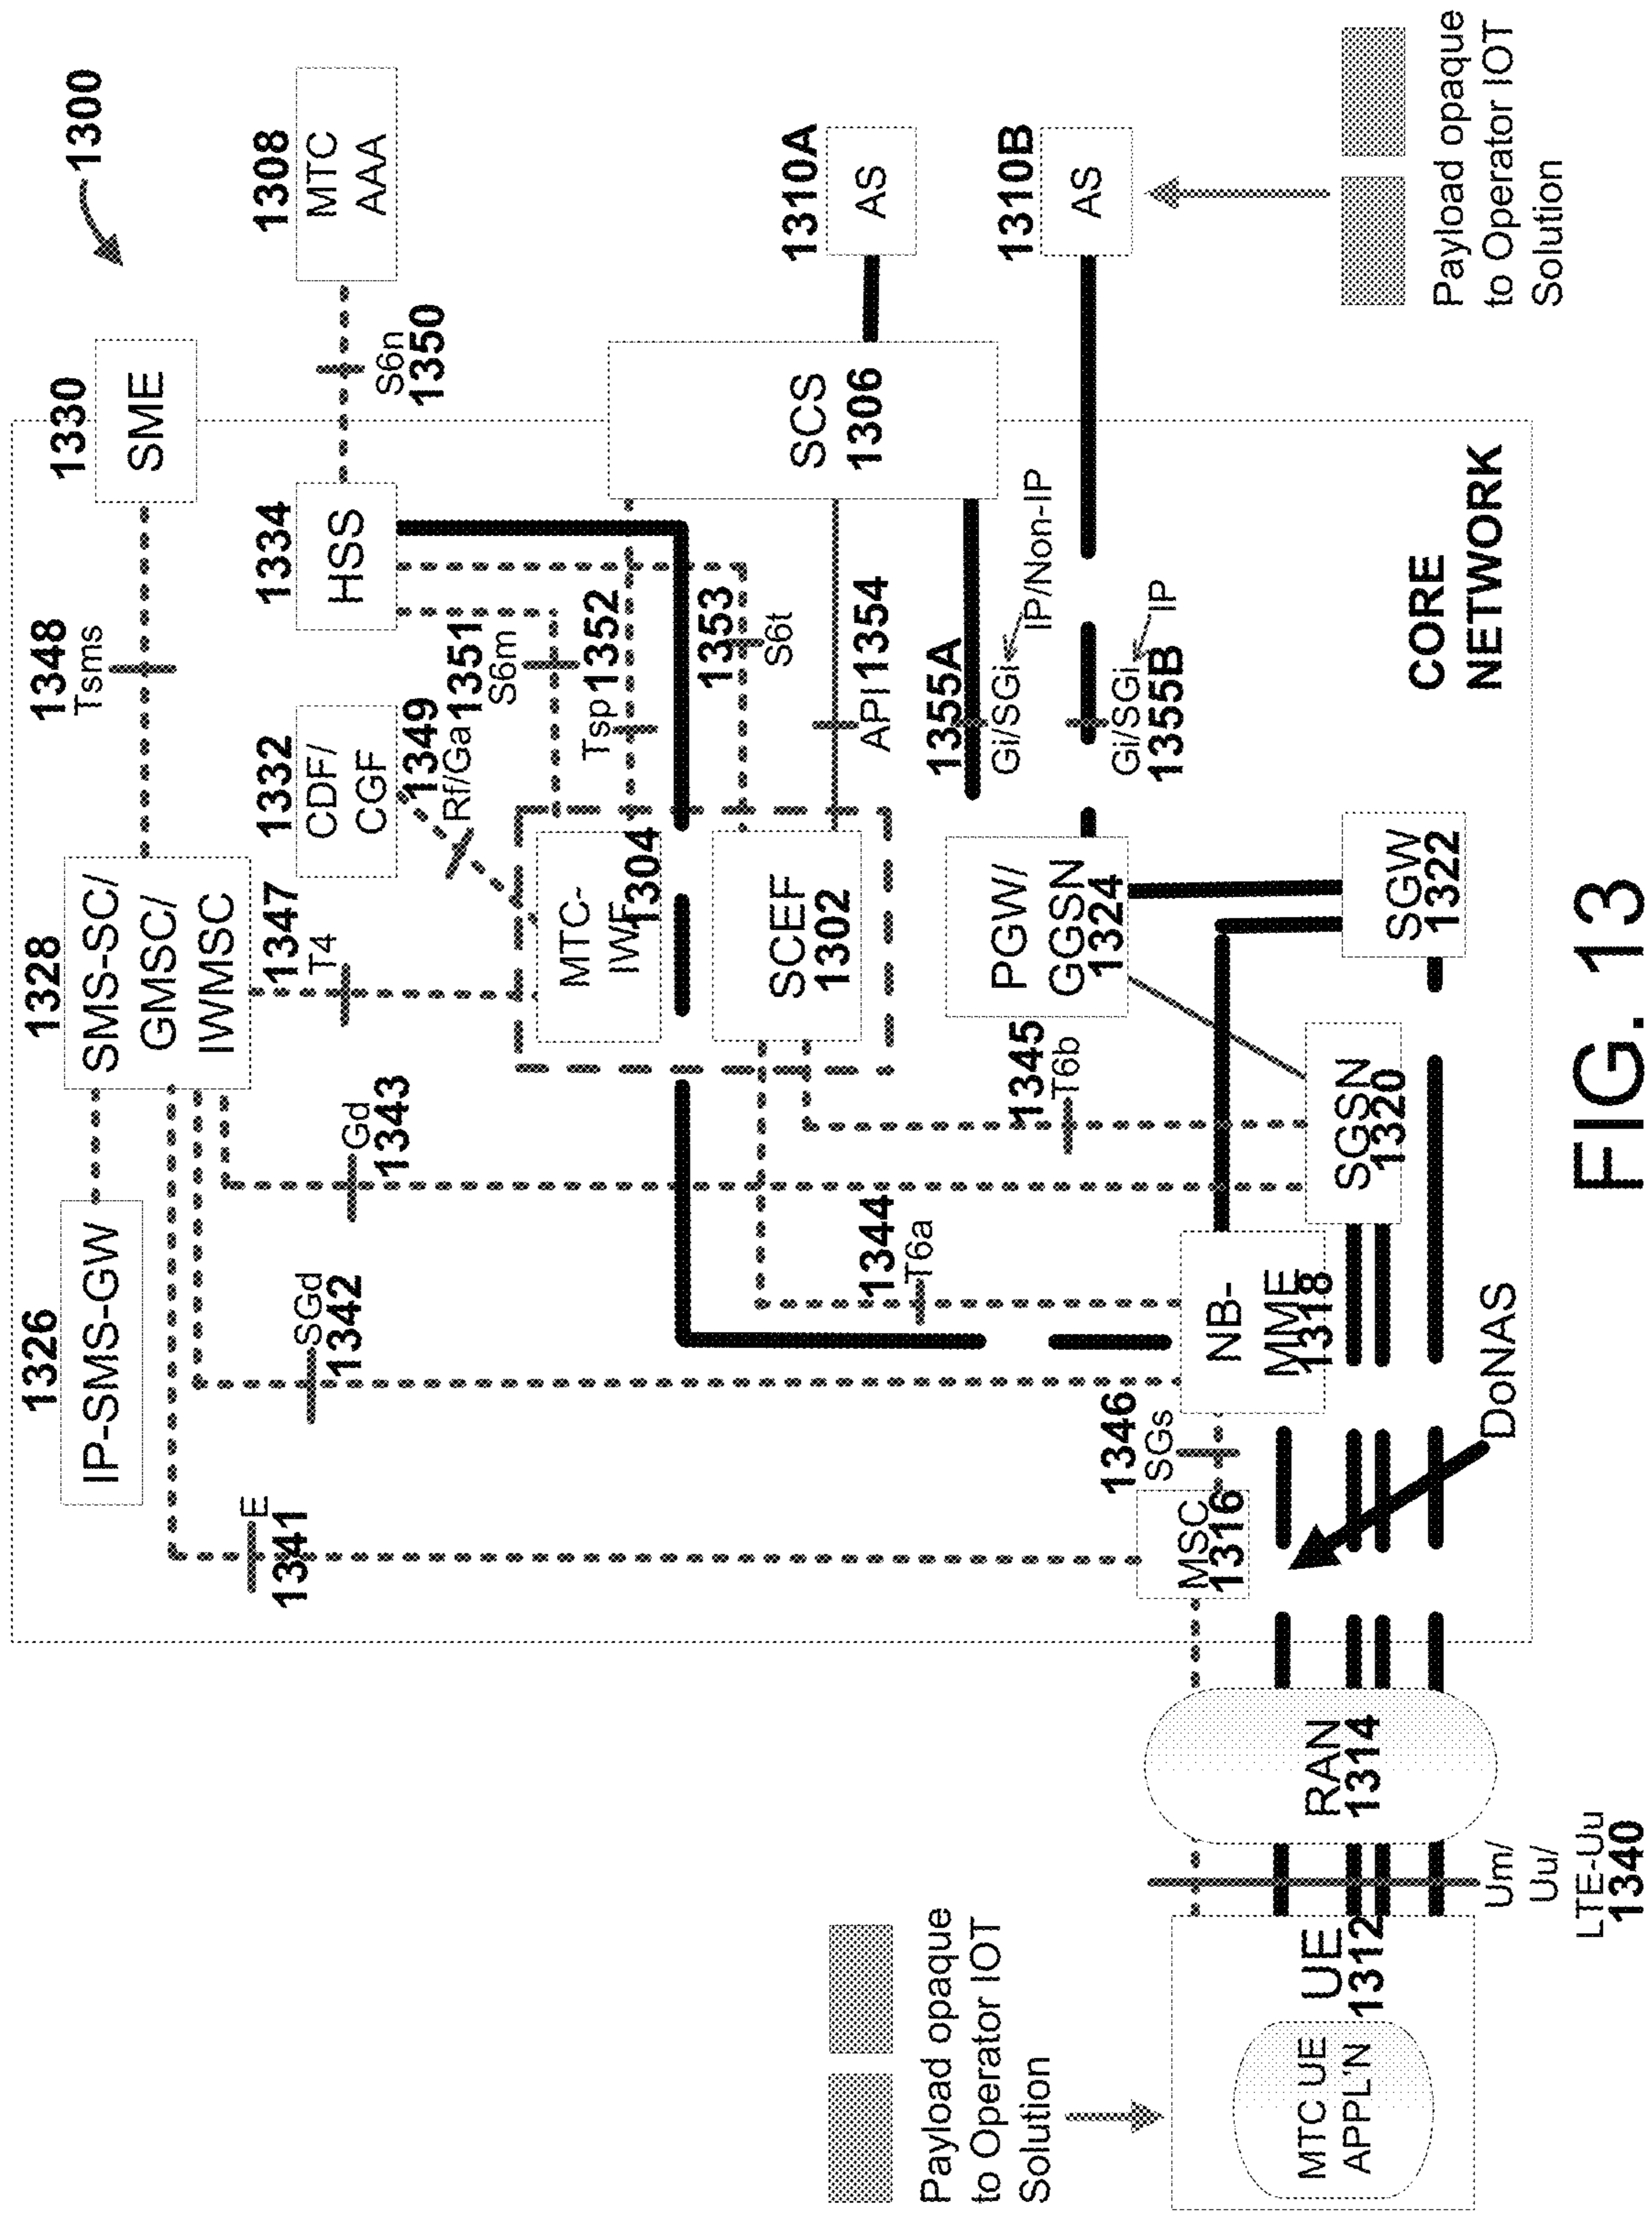 1300
1326
IP-SMS-GW
1328
SMS-SC/
GMSC/
IWMSC
1348
Tsms
1330
SME
1308
MTC
AAA
S6n
1350
1334
HSS
1332
CDF/
CGF
1349
Rf/Ga
1351
S6m
1347
T4
Gd
1343
SGd
1342
E
1341
Tsp
1352
1353
S6t
MTC-
IWF
1304
SCEF
1302
SCS
1306
API
1354
1310A
AS
1310B
AS
1355A
Gi/SGi
IP/Non-IP
Gi/SGi
1355B
IP
PGW/
GGSN
1324
1345
T6b
1344
T6a
SGW
1322
SGSN
1320
NB-
MME
1318
1346
SGs
MSC
1316
DoNAS
CORE
NETWORK
RAN
1314
Um/
Uu/
LTE-Uu
1340
UE
1312
MTC UE
APPL'N
Payload opaque
to Operator IOT
Solution
Payload opaque
to Operator IOT
Solution
FIG. 13